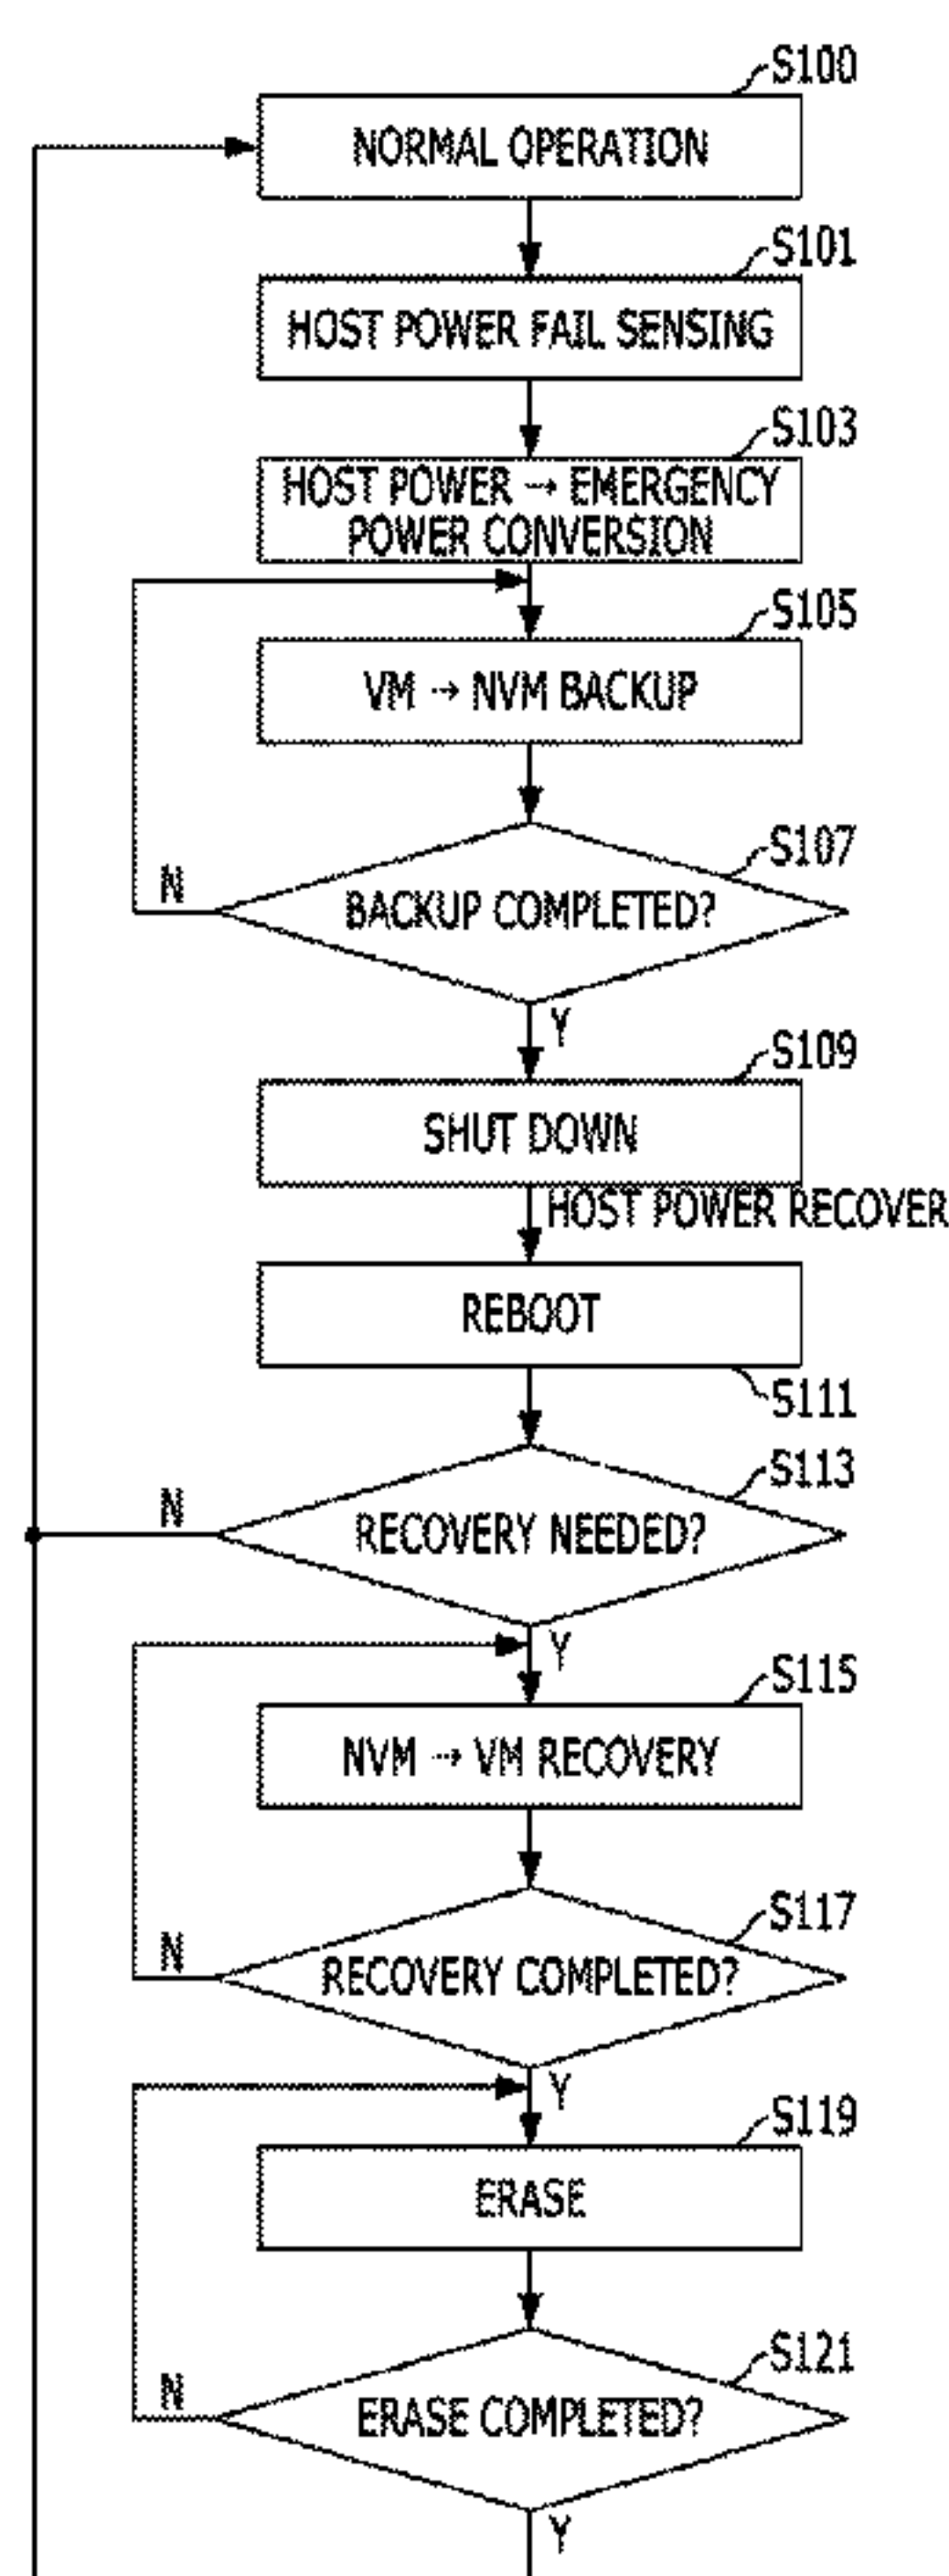 S100
NORMAL OPERATION
S101
HOST POWER FAIL SENSING
S103
HOST POWER → EMERGENCY
POWER CONVERSION
S105
VM → NVM BACKUP
S107
N
BACKUP COMPLETED?
Y
S109
SHUT DOWN
HOST POWER RECOVER
REBOOT
S111
S113
N
RECOVERY NEEDED?
Y
S115
NVM → VM RECOVERY
S117
N
RECOVERY COMPLETED?
Y
S119
ERASE
S121
N
ERASE COMPLETED?
Y